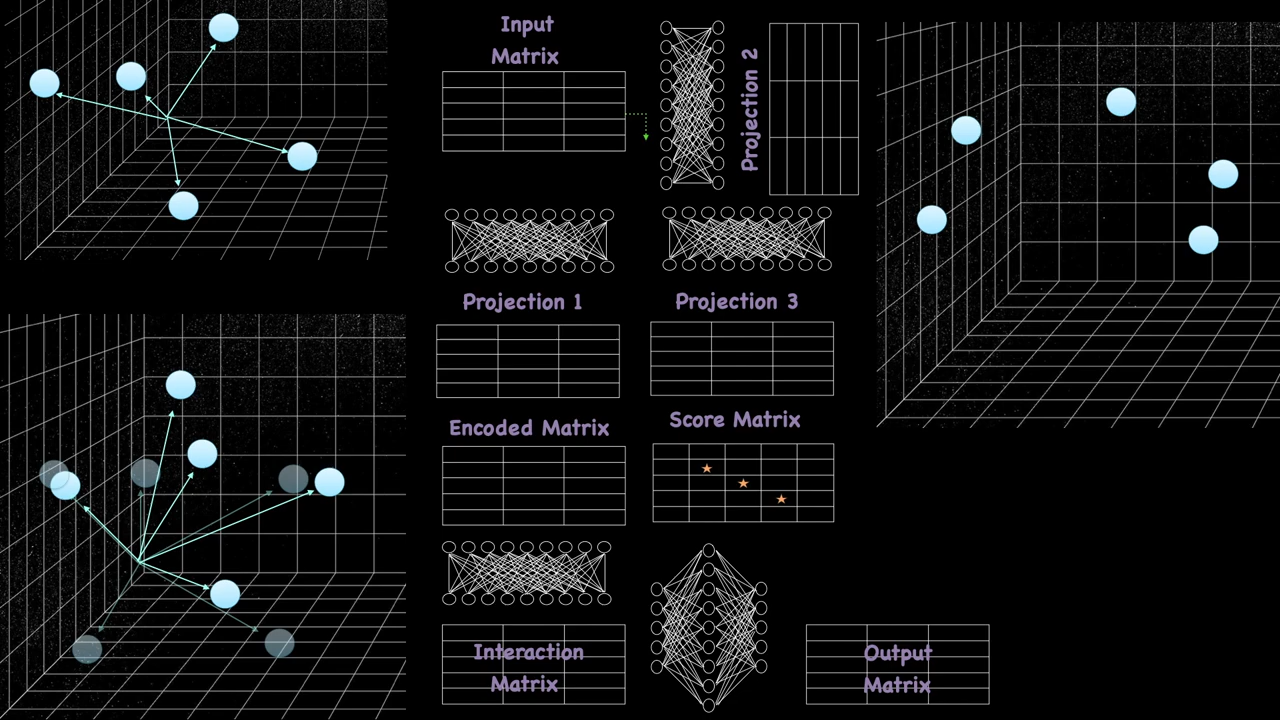 Input
Matrix
Projection 2
Projection 1
Projection 3
Encoded Matrix
Score Matrix
Interaction
Matrix
Output
Matrix